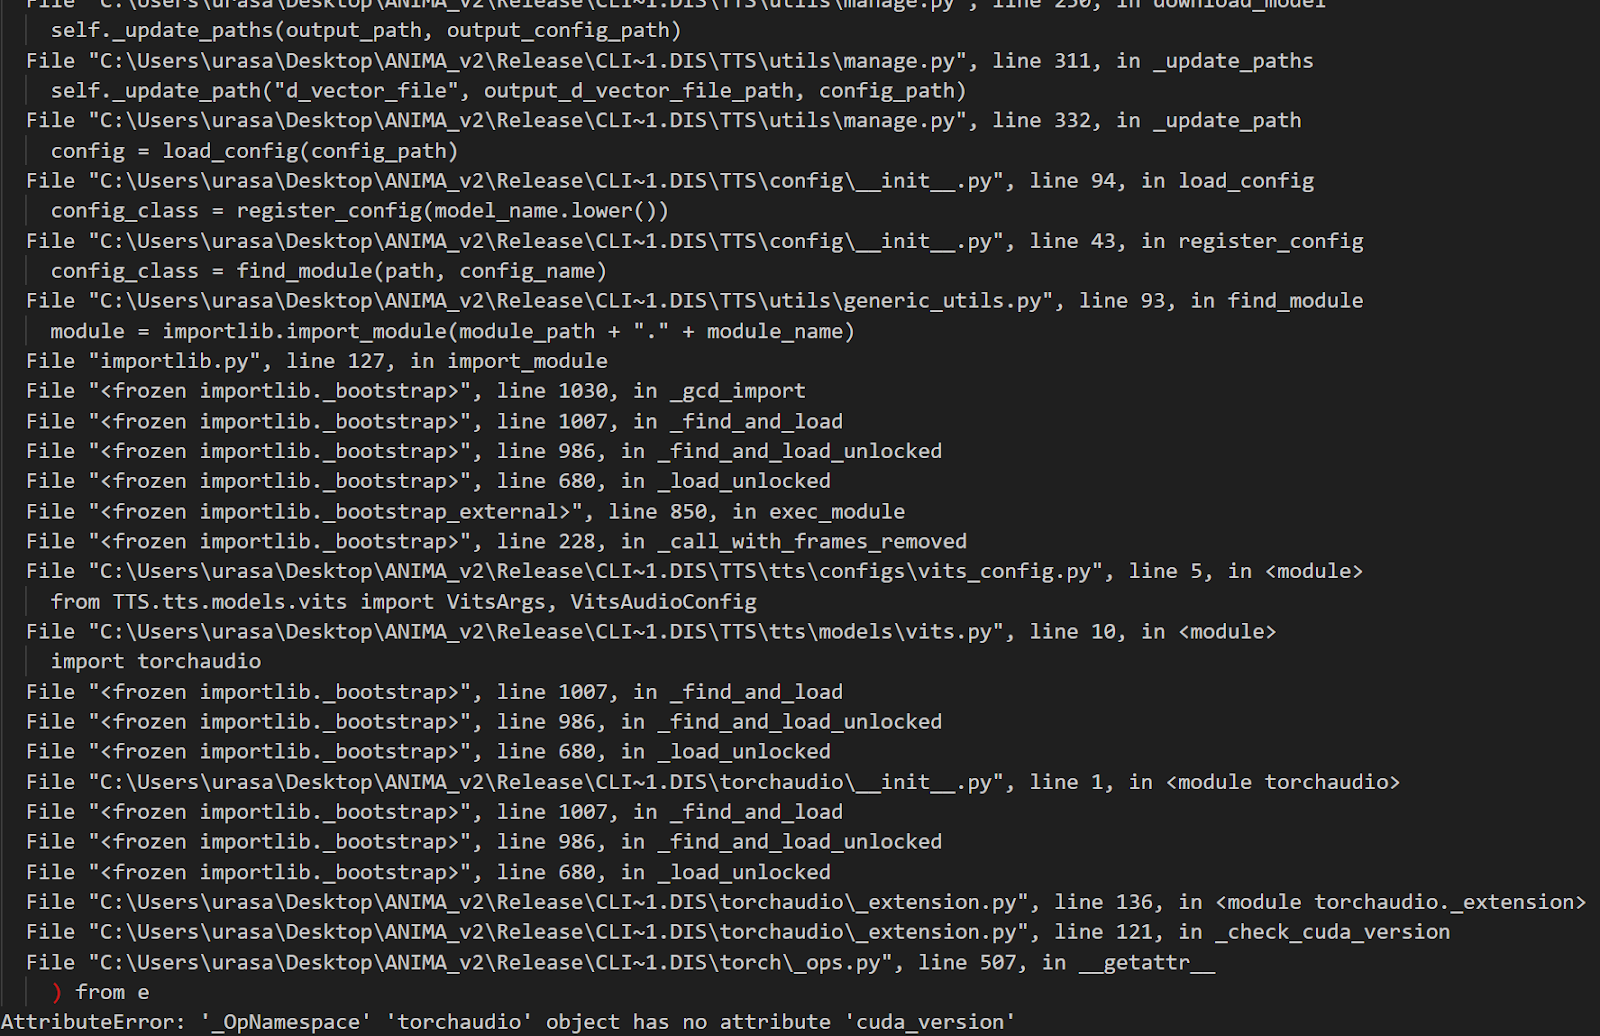 File "C:\Users\urasa\Desktop\ANIMA_v2\Release\CLI~1.DIS\TTS\utils\manage.py", line 250, in download_model
self._update_paths(output_path, output_config_path)
File "C:\Users\urasa\Desktop\ANIMA_v2\Release\CLI~1.DIS\TTS\utils\manage.py", line 311, in _update_paths
self._update_path("d_vector_file", output_d_vector_file_path, config_path)
File "C:\Users\urasa\Desktop\ANIMA_v2\Release\CLI~1.DIS\TTS\utils\manage.py", line 332, in _update_path
config = load_config(config_path)
File "C:\Users\urasa\Desktop\ANIMA_v2\Release\CLI~1.DIS\TTS\config\__init__.py", line 94, in load_config
config_class = register_config(model_name.lower())
File "C:\Users\urasa\Desktop\ANIMA_v2\Release\CLI~1.DIS\TTS\config\__init__.py", line 43, in register_config
config_class = find_module(path, config_name)
File "C:\Users\urasa\Desktop\ANIMA_v2\Release\CLI~1.DIS\TTS\utils\generic_utils.py", line 93, in find_module
module = importlib.import_module(module_path + "." + module_name)
File "importlib.py", line 127, in import_module
File "<frozen importlib._bootstrap>", line 1030, in _gcd_import
File "<frozen importlib._bootstrap>", line 1007, in _find_and_load
File "<frozen importlib._bootstrap>", line 986, in _find_and_load_unlocked
File "<frozen importlib._bootstrap>", line 680, in _load_unlocked
File "<frozen importlib._bootstrap_external>", line 850, in exec_module
File "<frozen importlib._bootstrap>", line 228, in _call_with_frames_removed
File "C:\Users\urasa\Desktop\ANIMA_v2\Release\CLI~1.DIS\TTS\tts\configs\vits_config.py", line 5, in <module>
from TTS.tts.models.vits import VitsArgs, VitsAudioConfig
File "C:\Users\urasa\Desktop\ANIMA_v2\Release\CLI~1.DIS\TTS\tts\models\vits.py", line 10, in <module>
import torchaudio
File "<frozen importlib._bootstrap>", line 1007, in _find_and_load
File "<frozen importlib._bootstrap>", line 986, in _find_and_load_unlocked
File "<frozen importlib._bootstrap>", line 680, in _load_unlocked
File "C:\Users\urasa\Desktop\ANIMA_v2\Release\CLI~1.DIS\torchaudio\__init__.py", line 1, in <module torchaudio>
File "<frozen importlib._bootstrap>", line 1007, in _find_and_load
File "<frozen importlib._bootstrap>", line 986, in _find_and_load_unlocked
File "<frozen importlib._bootstrap>", line 680, in _load_unlocked
File "C:\Users\urasa\Desktop\ANIMA_v2\Release\CLI~1.DIS\torchaudio\_extension.py", line 136, in <module torchaudio._extension>
File "C:\Users\urasa\Desktop\ANIMA_v2\Release\CLI~1.DIS\torchaudio\_extension.py", line 121, in _check_cuda_version
File "C:\Users\urasa\Desktop\ANIMA_v2\Release\CLI~1.DIS\torch\_ops.py", line 507, in __getattr__
) from e
AttributeError: '_OpNamespace' 'torchaudio' object has no attribute 'cuda_version'